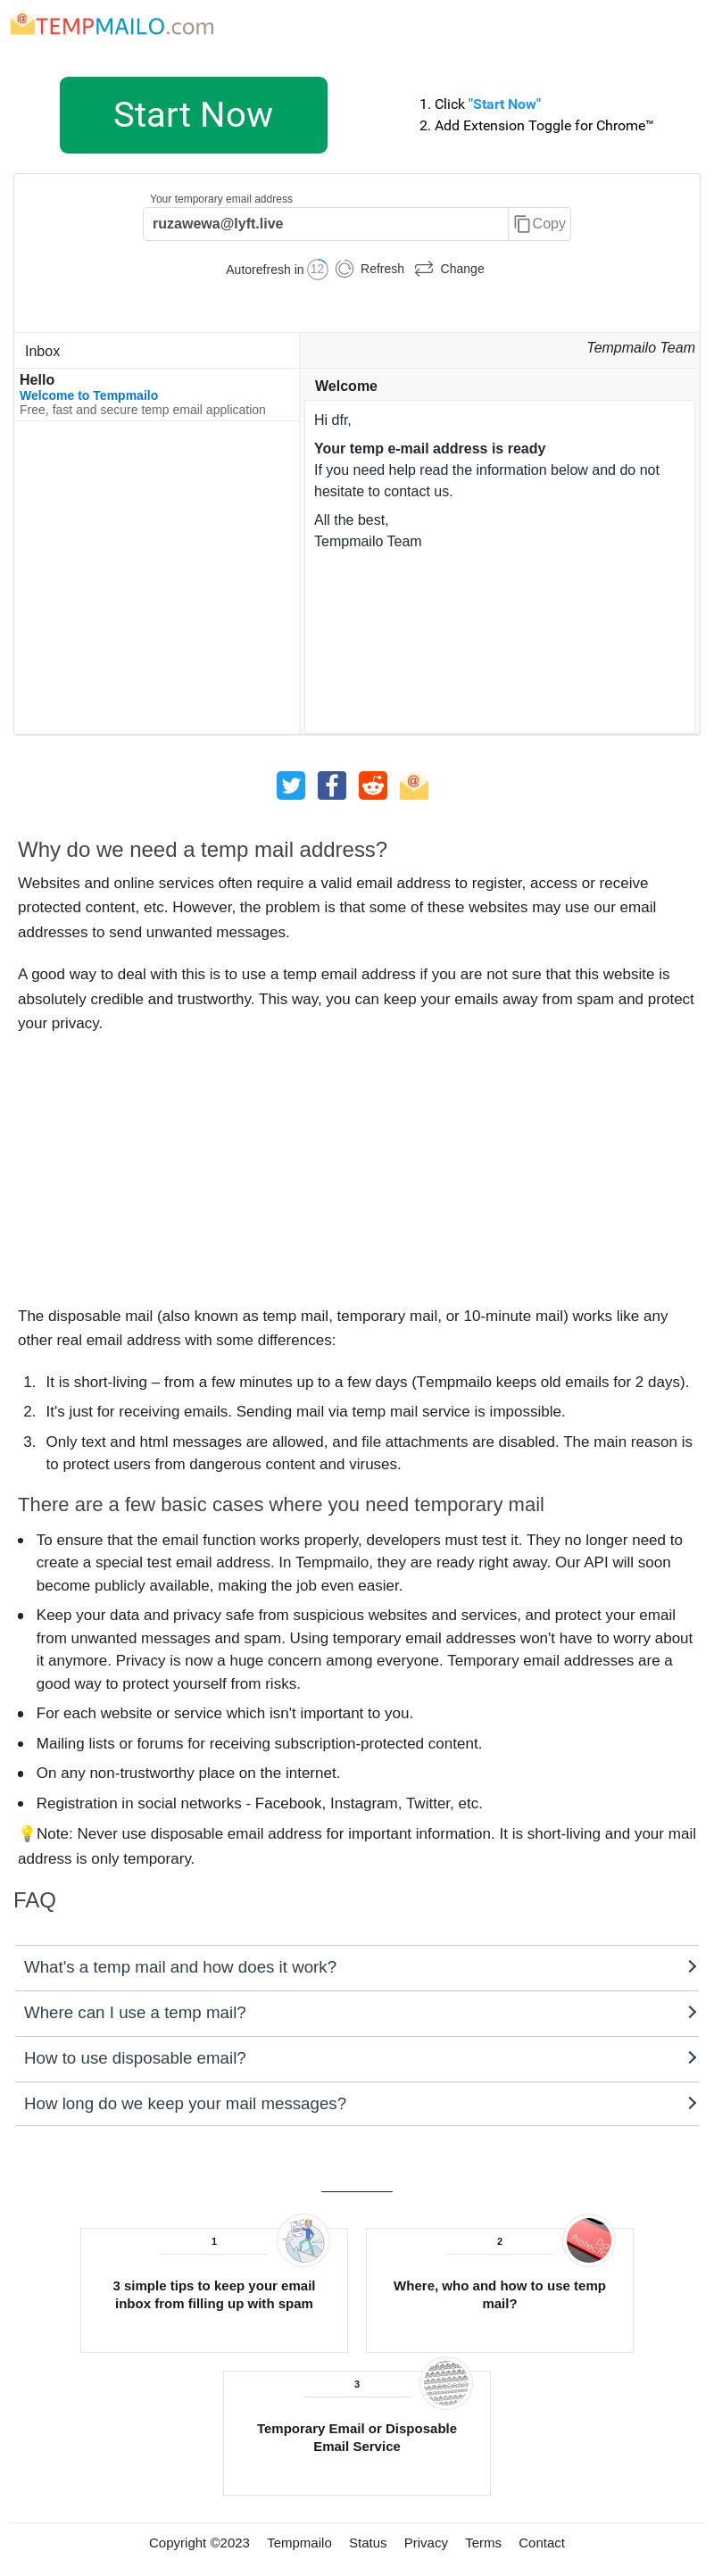 TEMPMAILO.com
Start Now
1. Click "Start Now"
2. Add Extension Toggle for Chrome™
Your temporary email address
ruzawewa@lyft.live
Copy
Autorefresh in 12 Refresh Change
Inbox
Tempmailo Team
Hello
Welcome to Tempmailo
Free, fast and secure temp email application
Welcome
Hi dfr,
Your temp e-mail address is ready
If you need help read the information below and do not
hesitate to contact us.
All the best,
Tempmailo Team
Why do we need a temp mail address?
Websites and online services often require a valid email address to register, access or receive
protected content, etc. However, the problem is that some of these websites may use our email
addresses to send unwanted messages.
A good way to deal with this is to use a temp email address if you are not sure that this website is
absolutely credible and trustworthy. This way, you can keep your emails away from spam and protect
your privacy.
The disposable mail (also known as temp mail, temporary mail, or 10-minute mail) works like any
other real email address with some differences:
1. It is short-living – from a few minutes up to a few days (Tempmailo keeps old emails for 2 days).
2. It's just for receiving emails. Sending mail via temp mail service is impossible.
3. Only text and html messages are allowed, and file attachments are disabled. The main reason is
to protect users from dangerous content and viruses.
There are a few basic cases where you need temporary mail
• To ensure that the email function works properly, developers must test it. They no longer need to
create a special test email address. In Tempmailo, they are ready right away. Our API will soon
become publicly available, making the job even easier.
• Keep your data and privacy safe from suspicious websites and services, and protect your email
from unwanted messages and spam. Using temporary email addresses won't have to worry about
it anymore. Privacy is now a huge concern among everyone. Temporary email addresses are a
good way to protect yourself from risks.
• For each website or service which isn't important to you.
• Mailing lists or forums for receiving subscription-protected content.
• On any non-trustworthy place on the internet.
• Registration in social networks - Facebook, Instagram, Twitter, etc.
💡Note: Never use disposable email address for important information. It is short-living and your mail
address is only temporary.
FAQ
What's a temp mail and how does it work?
Where can I use a temp mail?
How to use disposable email?
How long do we keep your mail messages?
1
3 simple tips to keep your email
inbox from filling up with spam
2
Where, who and how to use temp
mail?
3
Temporary Email or Disposable
Email Service
Copyright ©2023 Tempmailo Status Privacy Terms Contact